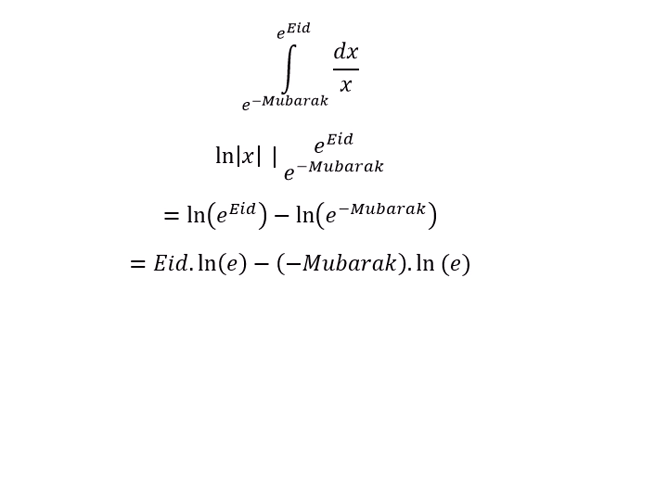 ∫_{e^{-Mubarak}}^{e^{Eid}} dx/x
ln|x| | _{e^{-Mubarak}}^{e^{Eid}}
= ln(e^{Eid}) − ln(e^{-Mubarak})
= Eid.ln(e) − (−Mubarak).ln (e)